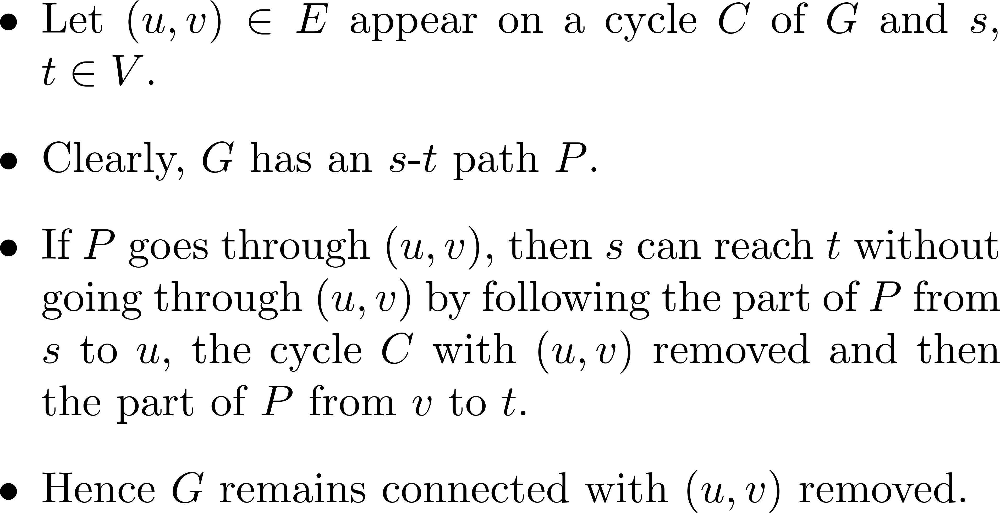 • Let (u, v) ∈ E appear on a cycle C of G and s,
t ∈ V.
• Clearly, G has an s-t path P.
• If P goes through (u, v), then s can reach t without
going through (u, v) by following the part of P from
s to u, the cycle C with (u, v) removed and then
the part of P from v to t.
• Hence G remains connected with (u, v) removed.